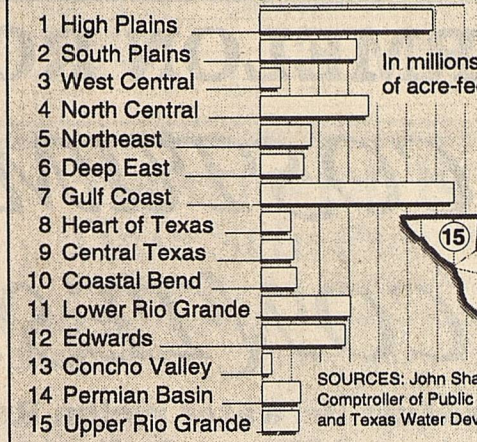 1 High Plains
2 South Plains
3 West Central
4 North Central
5 Northeast
6 Deep East
7 Gulf Coast
8 Heart of Texas
9 Central Texas
10 Coastal Bend
11 Lower Rio Grande
12 Edwards
13 Concho Valley
14 Permian Basin
15 Upper Rio Grande
In millions
of acre-fe
15
SOURCES: John Sha
Comptroller of Public
and Texas Water Dev